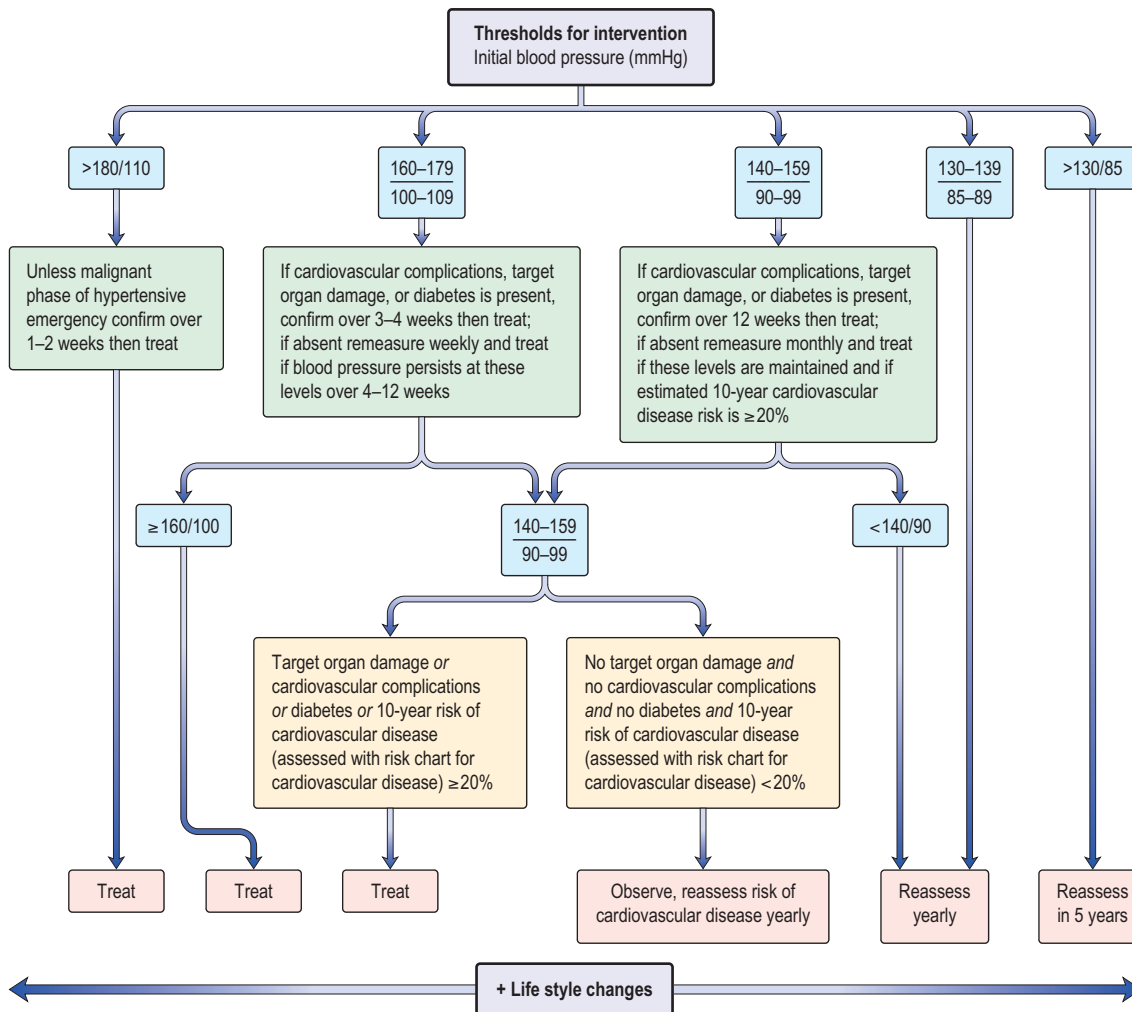 Thresholds for intervention
Initial blood pressure (mmHg)
>180/110
160–179
100–109
140–159
90–99
130–139
85–89
>130/85
Unless malignant
phase of hypertensive
emergency confirm over
1–2 weeks then treat
If cardiovascular complications, target
organ damage, or diabetes is present,
confirm over 3–4 weeks then treat;
if absent remeasure weekly and treat
if blood pressure persists at these
levels over 4–12 weeks
If cardiovascular complications, target
organ damage, or diabetes is present,
confirm over 12 weeks then treat;
if absent remeasure monthly and treat
if these levels are maintained and if
estimated 10-year cardiovascular
disease risk is ≥20%
≥160/100
140–159
90–99
<140/90
Target organ damage or
cardiovascular complications
or diabetes or 10-year risk of
cardiovascular disease
(assessed with risk chart for
cardiovascular disease) ≥20%
No target organ damage and
no cardiovascular complications
and no diabetes and 10-year
risk of cardiovascular disease
(assessed with risk chart for
cardiovascular disease) <20%
Treat
Treat
Treat
Observe, reassess risk of
cardiovascular disease yearly
Reassess
yearly
Reassess
in 5 years
+ Life style changes